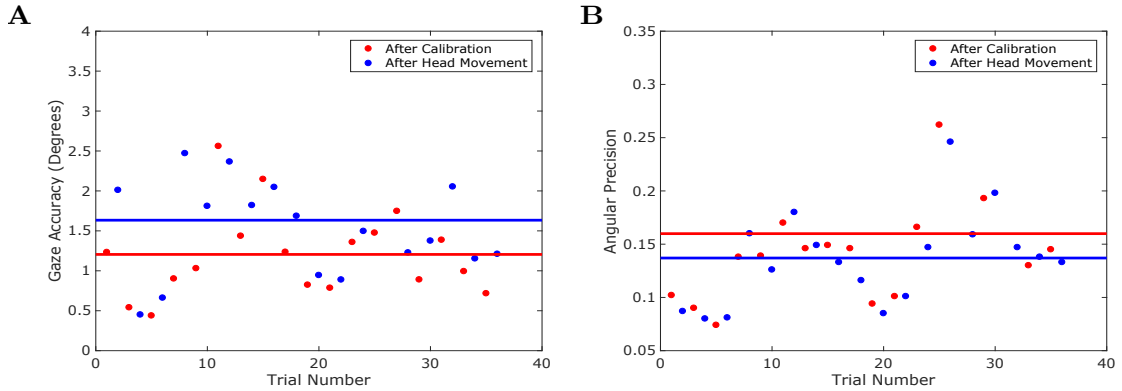 A
4
3.5
3
2.5
2
1.5
1
0.5
0
Gaze Accuracy (Degrees)
After Calibration
After Head Movement
0 10 20 30 40
Trial Number
B
0.35
0.3
0.25
0.2
0.15
0.1
0.05
Angular Precision
After Calibration
After Head Movement
0 10 20 30 40
Trial Number